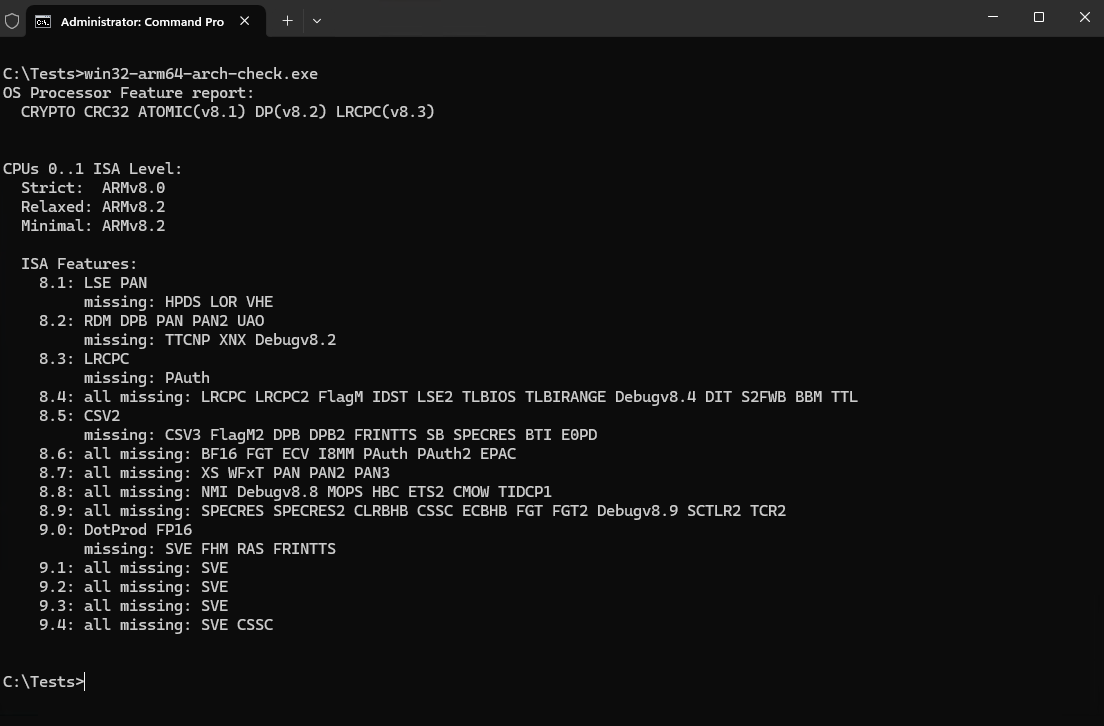 Administrator: Command Pro
C:\Tests>win32-arm64-arch-check.exe
OS Processor Feature report:
CRYPTO CRC32 ATOMIC(v8.1) DP(v8.2) LRCPC(v8.3)
CPUs 0..1 ISA Level:
Strict: ARMv8.0
Relaxed: ARMv8.2
Minimal: ARMv8.2
ISA Features:
8.1: LSE PAN
missing: HPDS LOR VHE
8.2: RDM DPB PAN PAN2 UAO
missing: TTCNP XNX Debugv8.2
8.3: LRCPC
missing: PAuth
8.4: all missing: LRCPC LRCPC2 FlagM IDST LSE2 TLBIOS TLBIRANGE Debugv8.4 DIT S2FWB BBM TTL
8.5: CSV2
missing: CSV3 FlagM2 DPB DPB2 FRINTTS SB SPECRES BTI E0PD
8.6: all missing: BF16 FGT ECV I8MM PAuth PAuth2 EPAC
8.7: all missing: XS WFxT PAN PAN2 PAN3
8.8: all missing: NMI Debugv8.8 MOPS HBC ETS2 CMOW TIDCP1
8.9: all missing: SPECRES SPECRES2 CLRBHB CSSC ECBHB FGT FGT2 Debugv8.9 SCTLR2 TCR2
9.0: DotProd FP16
missing: SVE FHM RAS FRINTTS
9.1: all missing: SVE
9.2: all missing: SVE
9.3: all missing: SVE
9.4: all missing: SVE CSSC
C:\Tests>